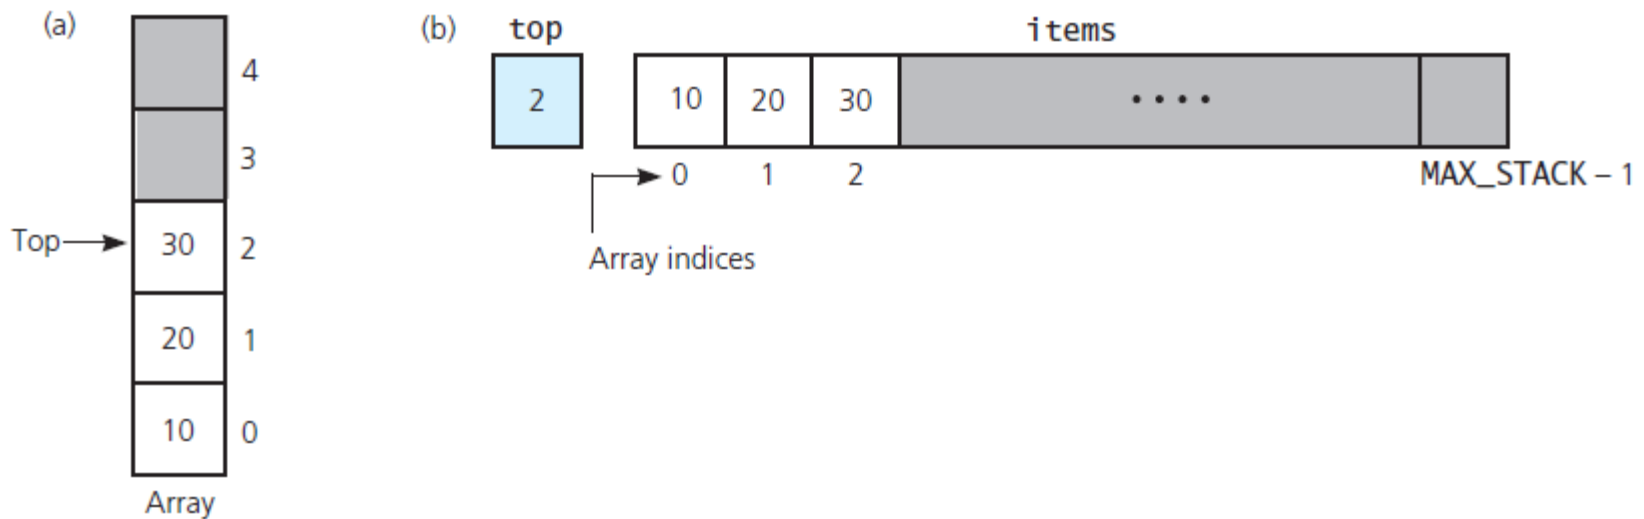 (a)
4
3
Top 30 2
20 1
10 0
Array
(b) top items
2 10 20 30 ····
0 1 2 MAX_STACK – 1
Array indices